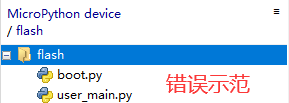 MicroPython device
/ flash
flash
boot.py
user_main.py
错误示范